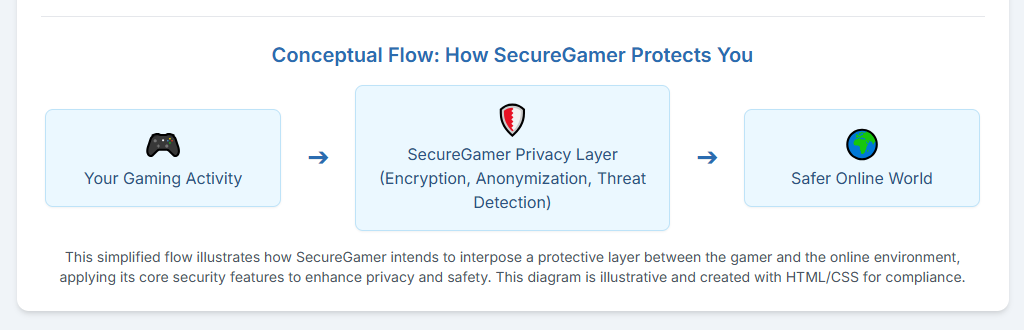 Conceptual Flow: How SecureGamer Protects You
Your Gaming Activity
➔
SecureGamer Privacy Layer
(Encryption, Anonymization, Threat
Detection)
➔
Safer Online World
This simplified flow illustrates how SecureGamer intends to interpose a protective layer between the gamer and the online environment,
applying its core security features to enhance privacy and safety. This diagram is illustrative and created with HTML/CSS for compliance.